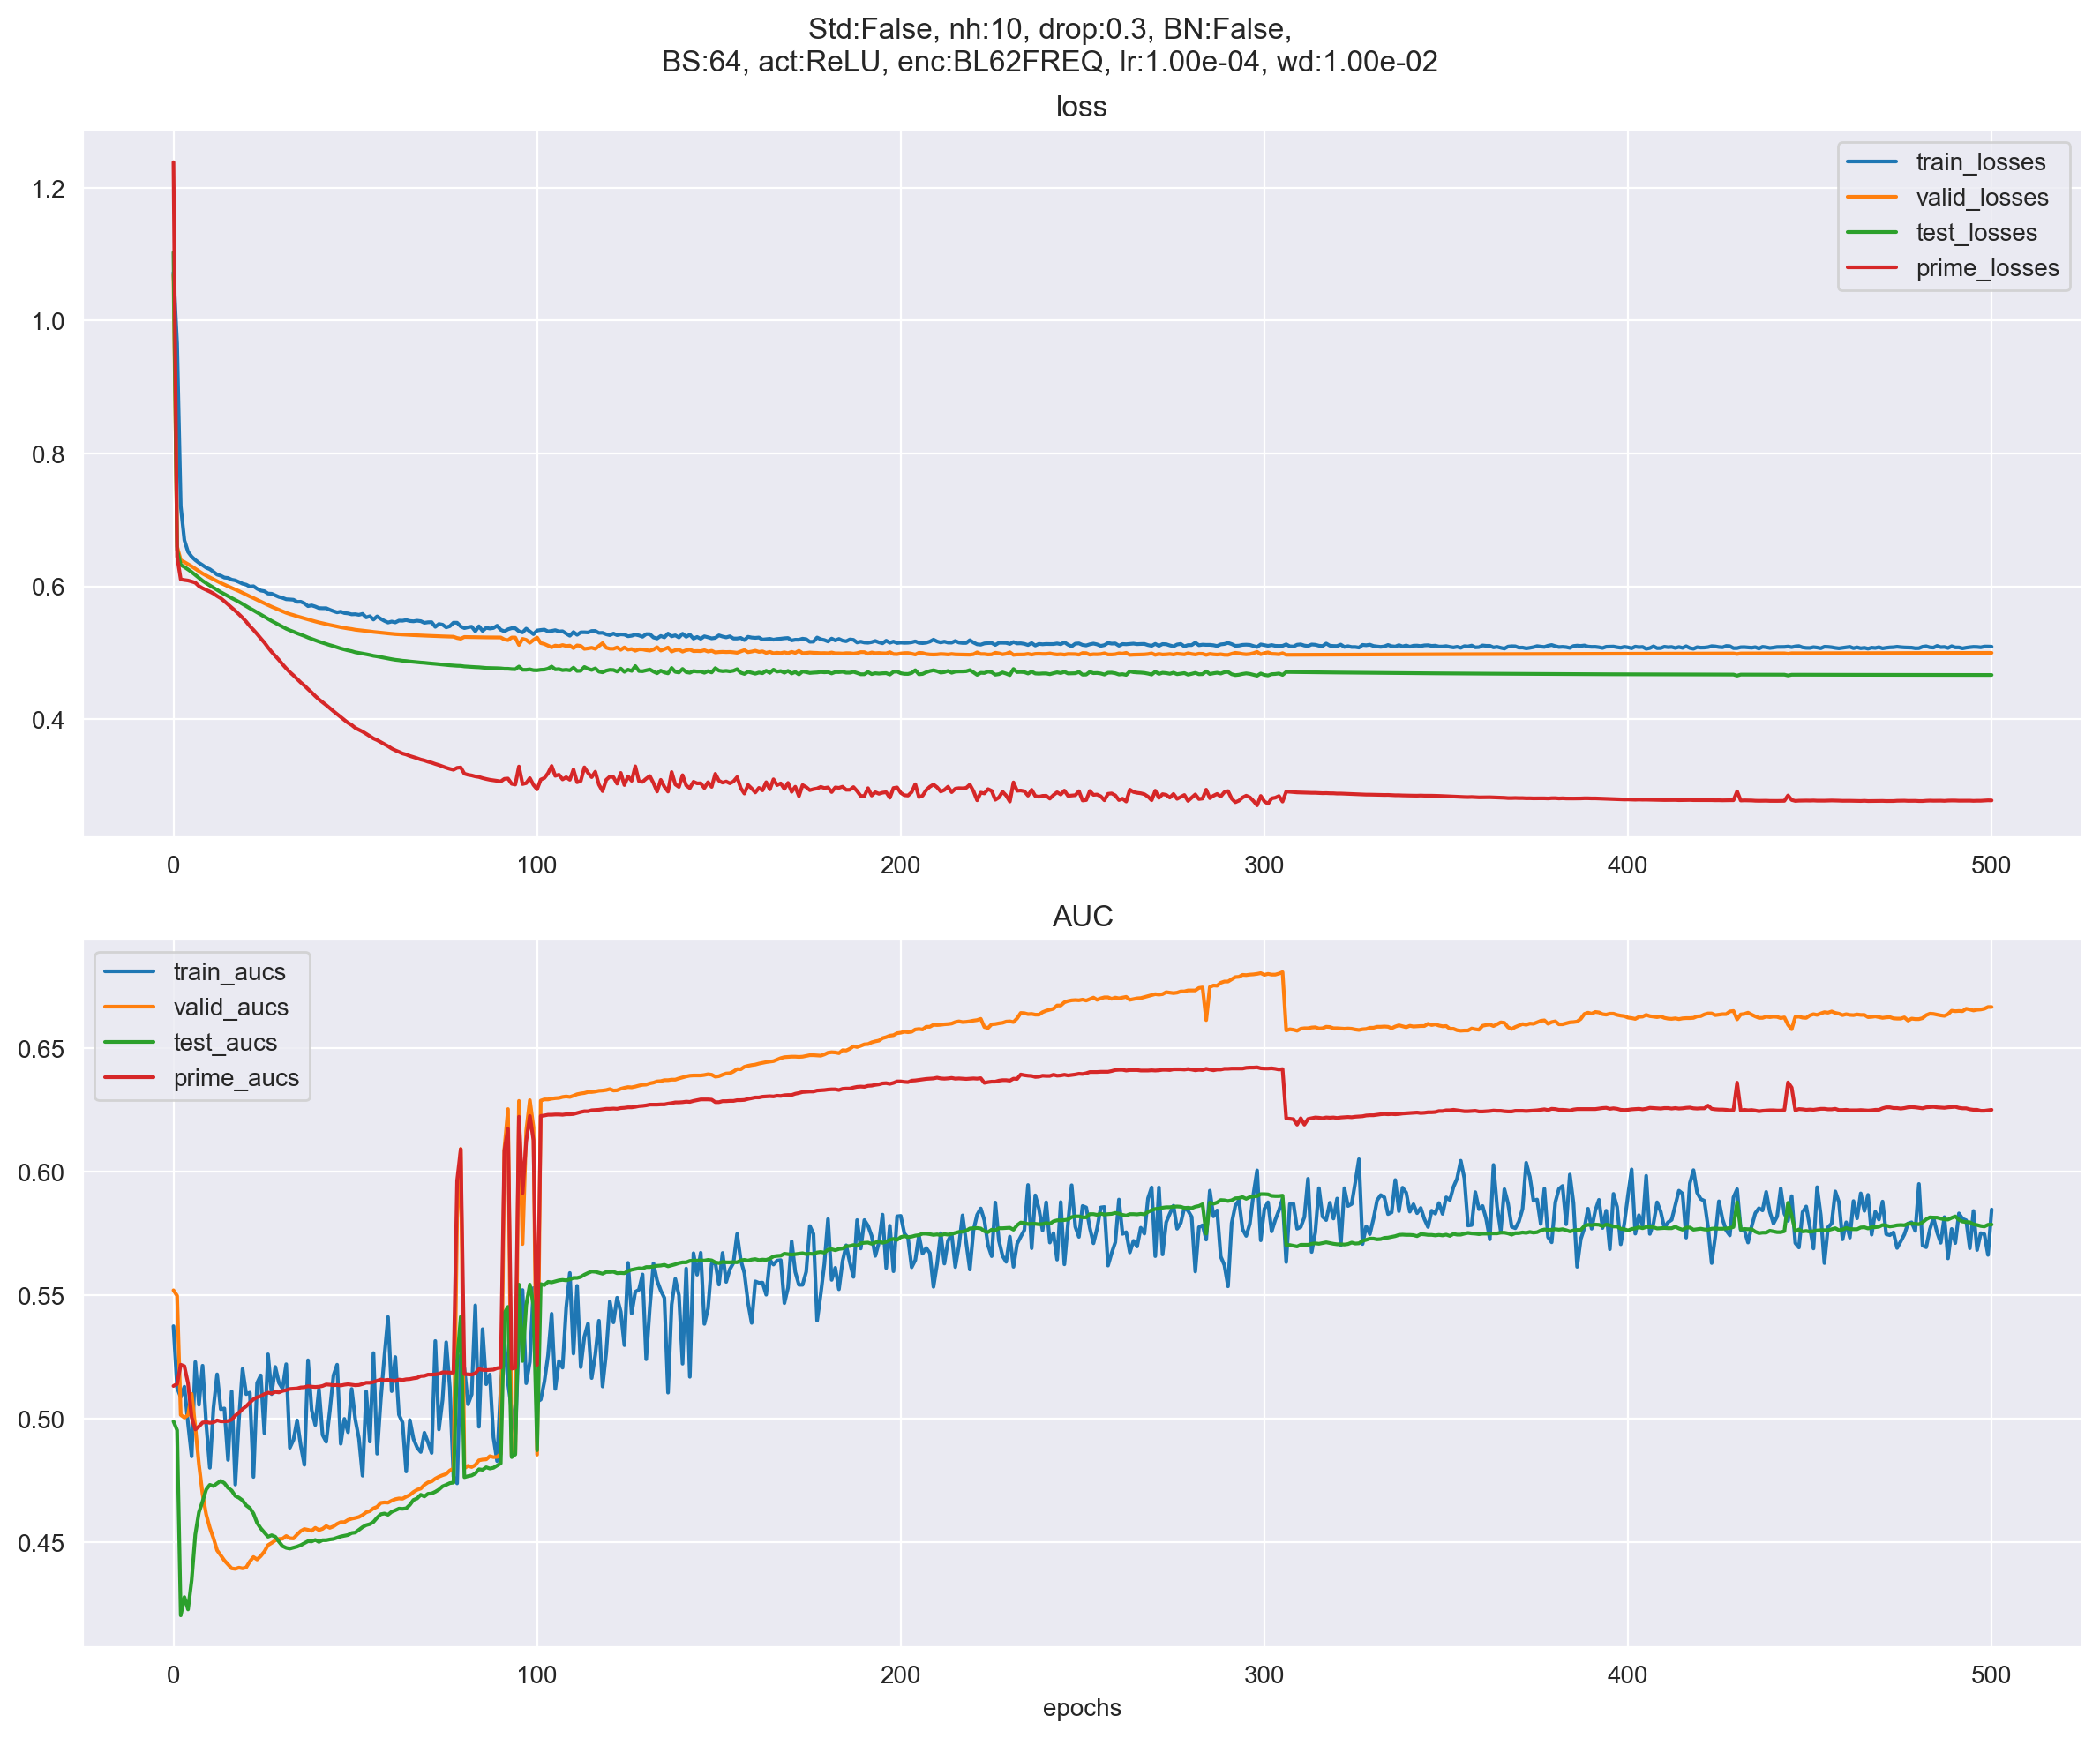 Std:False, nh:10, drop:0.3, BN:False,
BS:64, act:ReLU, enc:BL62FREQ, lr:1.00e-04, wd:1.00e-02
loss
train_losses
valid_losses
test_losses
prime_losses
1.2
1.0
0.8
0.6
0.4
0 100 200 300 400 500
AUC
train_aucs
valid_aucs
test_aucs
prime_aucs
0.65
0.60
0.55
0.50
0.45
0 100 200 300 400 500
epochs